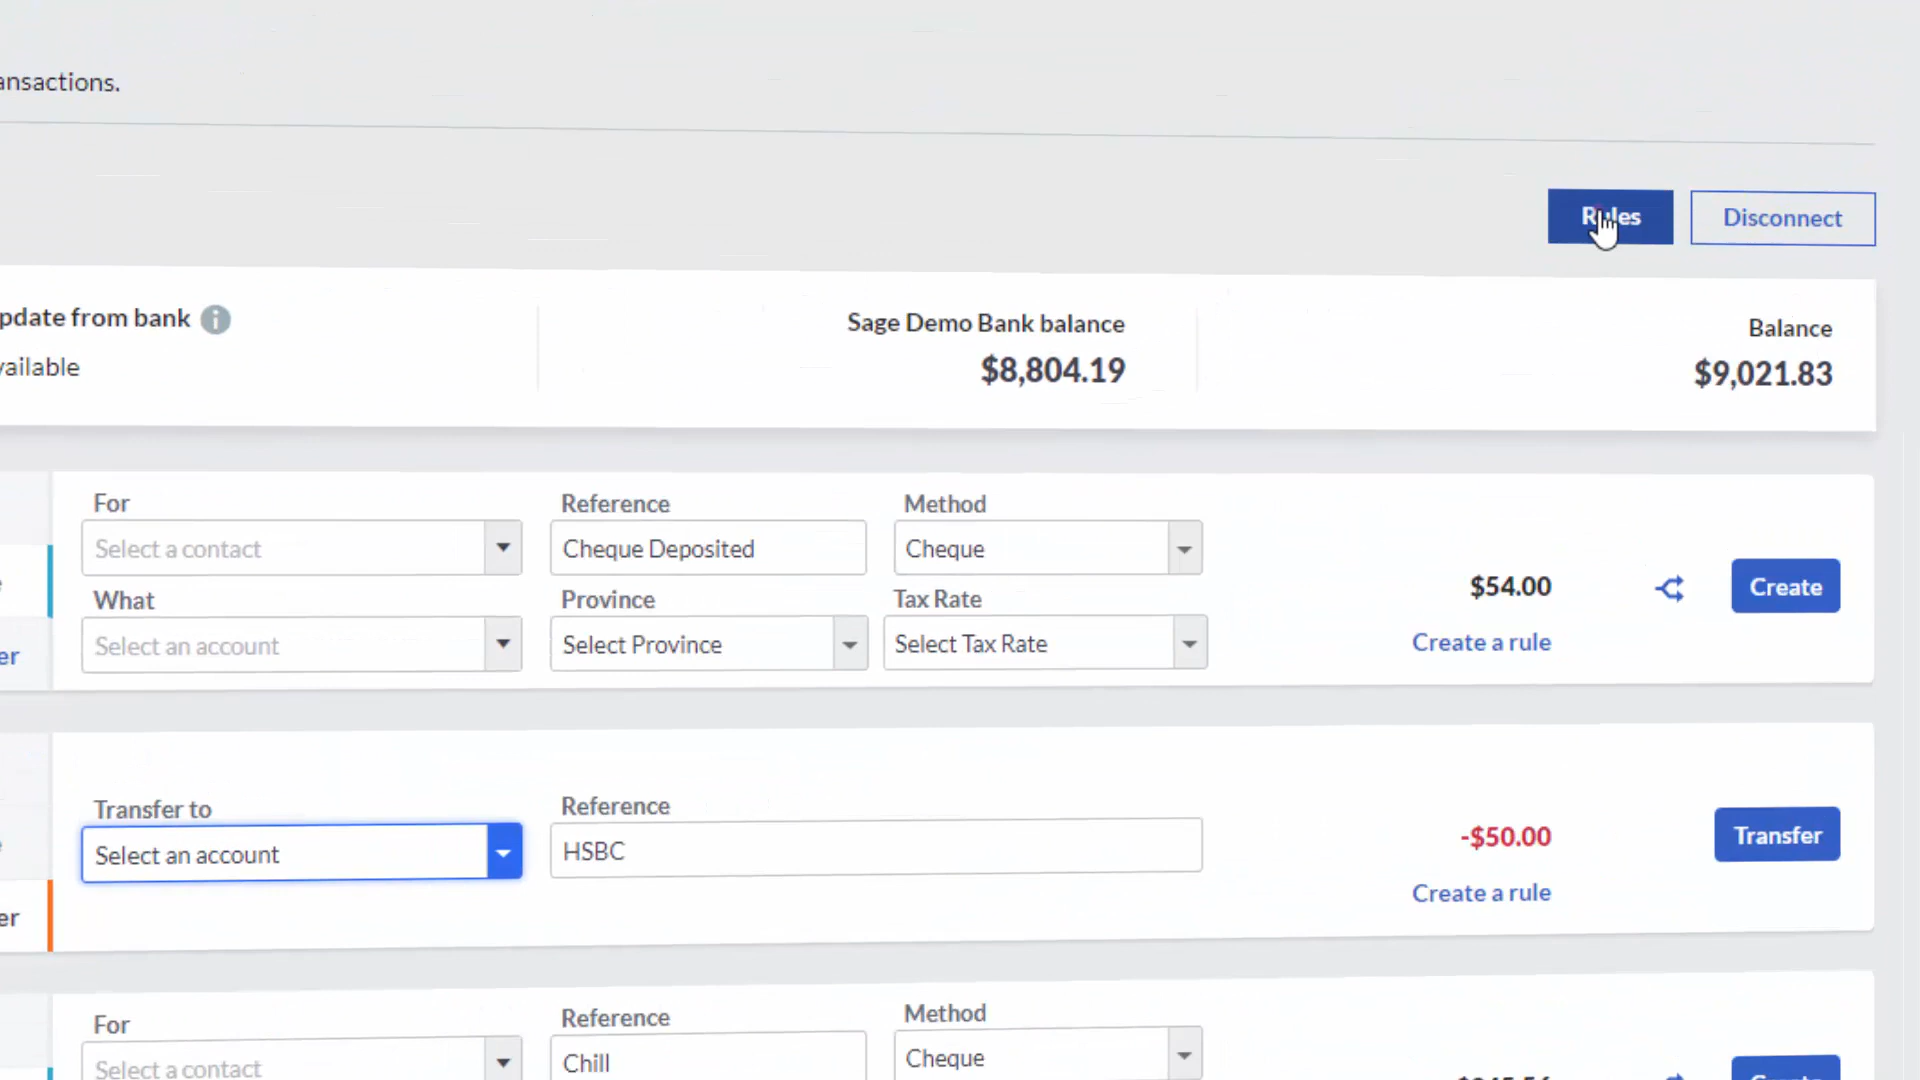 ansactions.
Rules
Disconnect
pdate from bank
Sage Demo Bank balance
Balance
vailable
$8,804.19
$9,021.83
For
Reference
Method
Select a contact
Cheque Deposited
Cheque
$54.00
Create
What
Province
Tax Rate
Select an account
Select Province
Select Tax Rate
Create a rule
er
Transfer to
Reference
Select an account
HSBC
-$50.00
Transfer
Create a rule
er
For
Reference
Method
Select a contact
Chill
Cheque